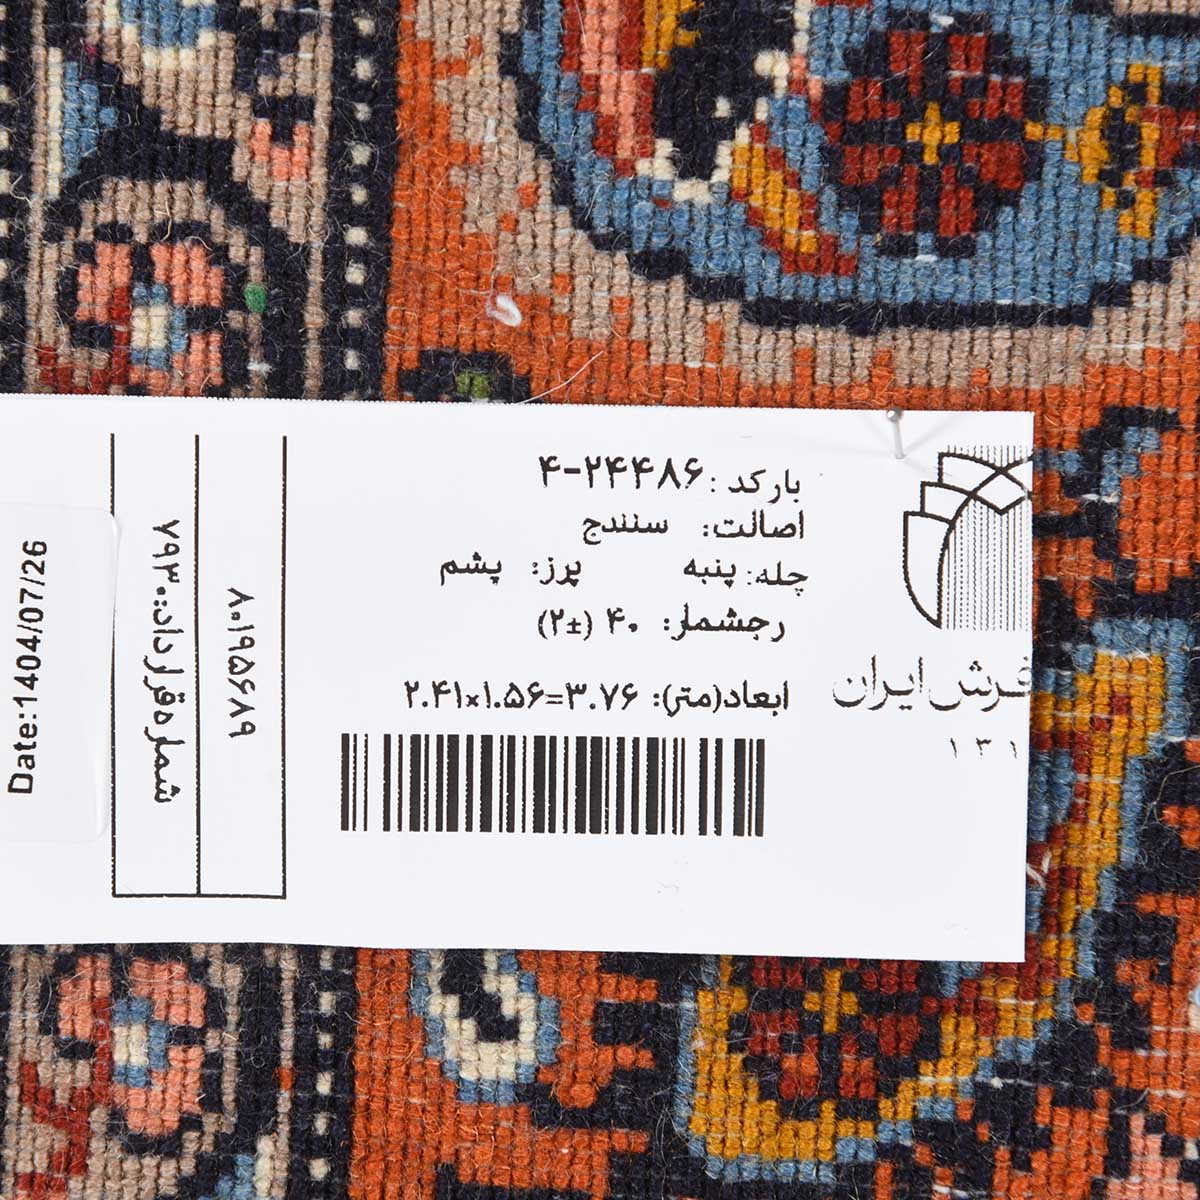 بارکد: ۴-۲۴۴۸۶
اصالت: سنندج
چله: پنبه پرز: پشم
رجشمار: ۴۰ (±۲)
ابعاد(متر): ۲.۴۱×۱.۵۶=۳.۷۶
فرش ایران
۱۳۱
۸۰۱۹۵۶۸۹
شماره قرارداد: ۷۹۳۰
Date:1404/07/26